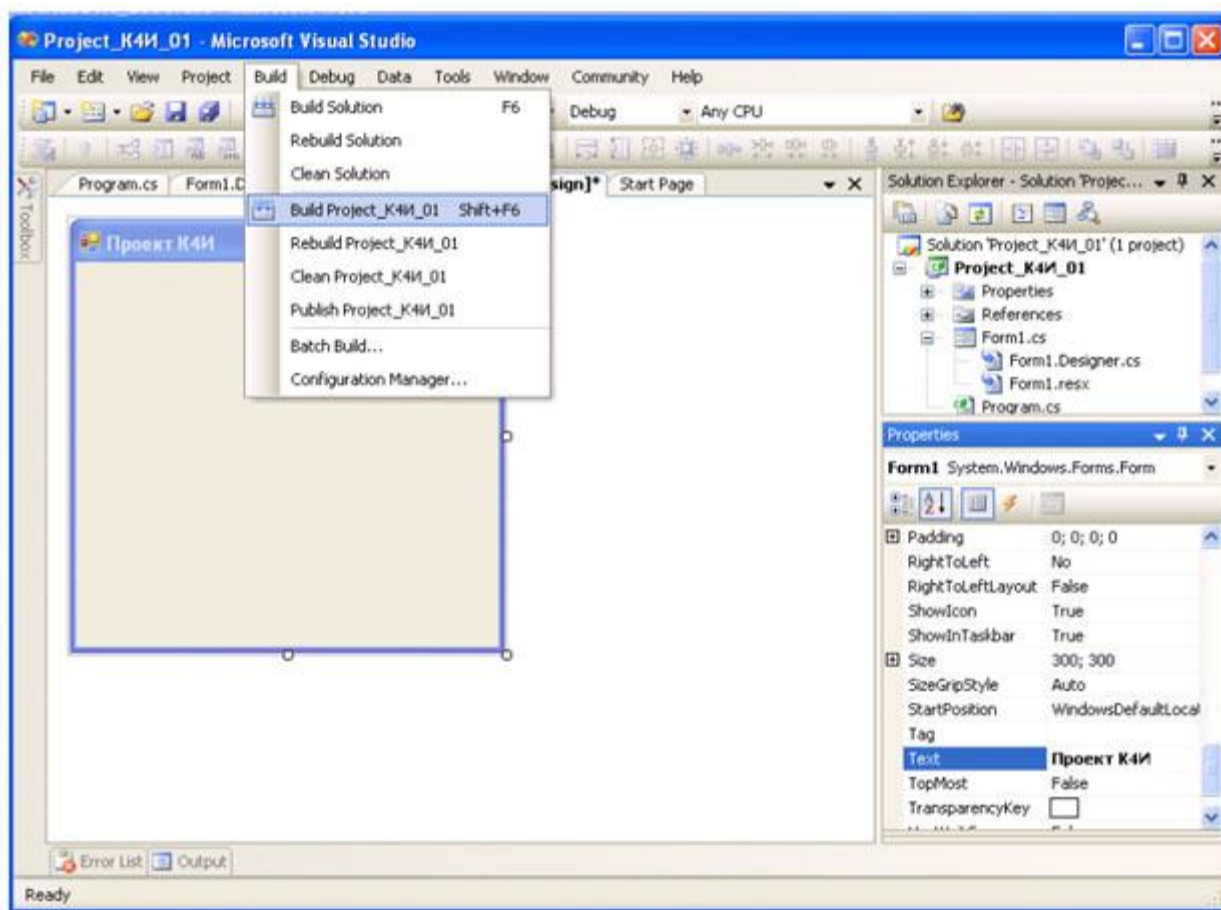 Project_К4И_01 - Microsoft Visual Studio
File Edit View Project Build Debug Data Tools Window Community Help
Debug Any CPU
Build Solution F6
Rebuild Solution
Clean Solution
Build Project_К4И_01 Shift+F6
Rebuild Project_К4И_01
Clean Project_К4И_01
Publish Project_К4И_01
Batch Build...
Configuration Manager...
Toolbox
Program.cs Form1.D sign]* Start Page
Проект К4И
Solution Explorer - Solution 'Projec...
Solution 'Project_К4И_01' (1 project)
Project_К4И_01
Properties
References
Form1.cs
Form1.Designer.cs
Form1.resx
Program.cs
Properties
Form1 System.Windows.Forms.Form
Padding 0; 0; 0; 0
RightToLeft No
RightToLeftLayout False
ShowIcon True
ShowInTaskbar True
Size 300; 300
SizeGripStyle Auto
StartPosition WindowsDefaultLocat
Tag
Text Проект К4И
TopMost False
TransparencyKey
Error List Output
Ready